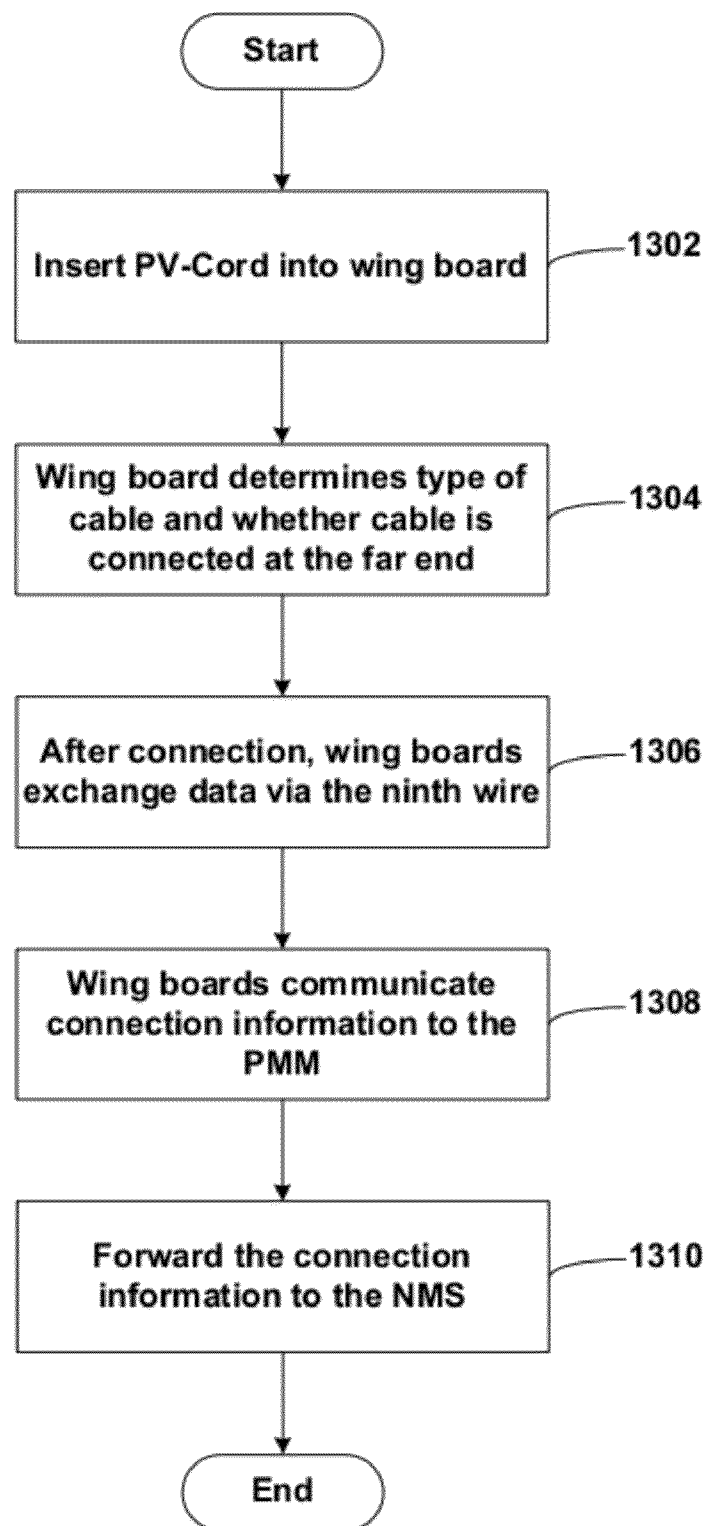 Start
Insert PV-Cord into wing board
1302
Wing board determines type of
cable and whether cable is
connected at the far end
1304
After connection, wing boards
exchange data via the ninth wire
1306
Wing boards communicate
connection information to the
PMM
1308
Forward the connection
information to the NMS
1310
End